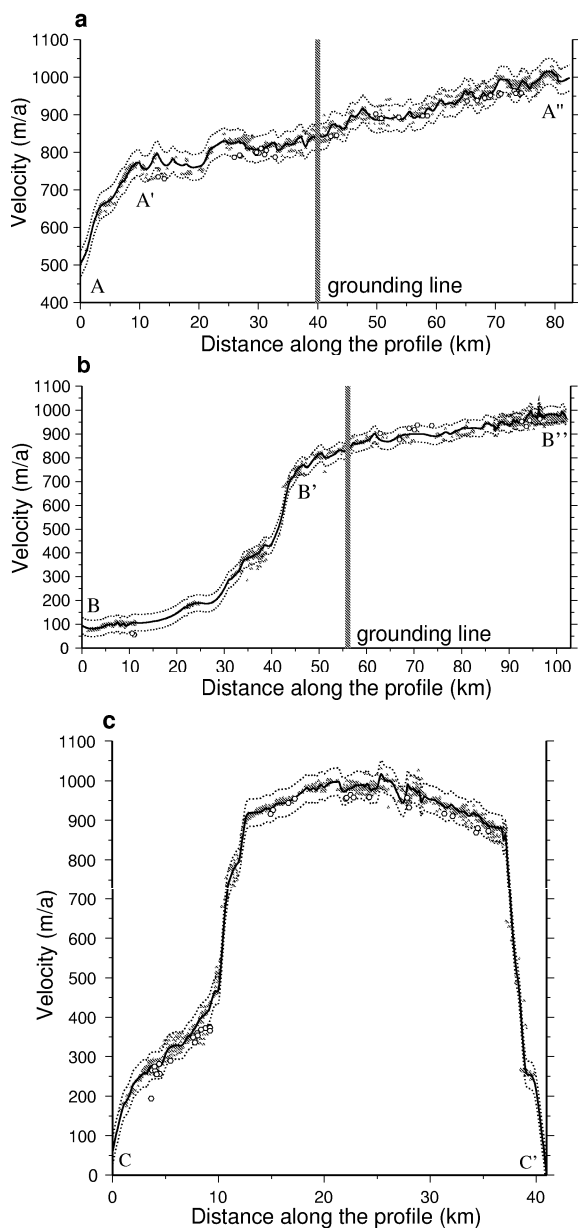 a
1100
1000
900
800
700
600
500
400
Velocity (m/a)
A
A'
A''
grounding line
0 10 20 30 40 50 60 70 80
Distance along the profile (km)
b
1100
1000
900
800
700
600
500
400
300
200
100
0
Velocity (m/a)
B
B'
B''
grounding line
0 10 20 30 40 50 60 70 80 90 100
Distance along the profile (km)
c
1100
1000
900
800
700
600
500
400
300
200
100
0
Velocity (m/a)
C
C'
0 10 20 30 40
Distance along the profile (km)